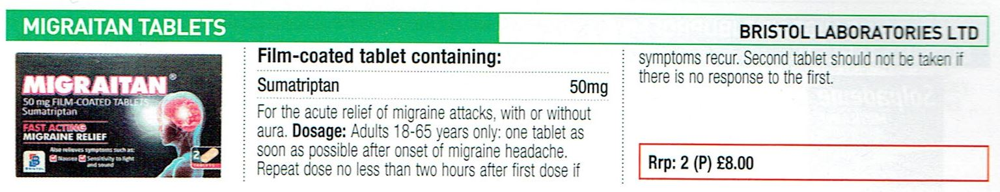 MIGRAITAN TABLETS
BRISTOL LABORATORIES LTD
MIGRAITAN®
50 mg FILM-COATED TABLETS
Sumatriptan
FAST ACTING
MIGRAINE RELIEF
Also relieves symptoms such as:
Nausea Sensitivity to light
and sound
BRISTOL
2
TABLETS
Film-coated tablet containing:
Sumatriptan 50mg
For the acute relief of migraine attacks, with or without
aura. Dosage: Adults 18-65 years only: one tablet as
soon as possible after onset of migraine headache.
Repeat dose no less than two hours after first dose if
symptoms recur. Second tablet should not be taken if
there is no response to the first.
Rrp: 2 (P) £8.00